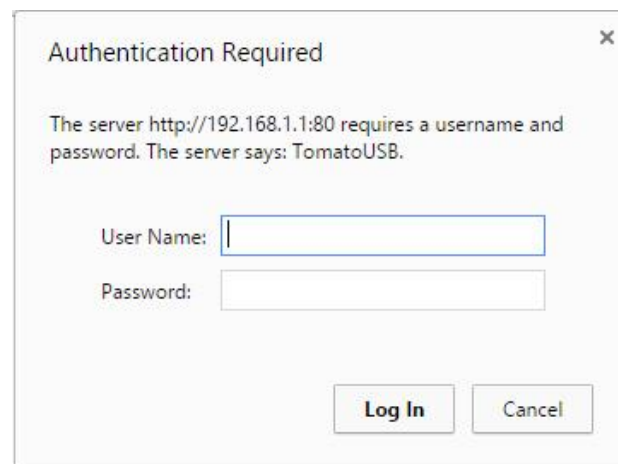 Authentication Required
The server http://192.168.1.1:80 requires a username and
password. The server says: TomatoUSB.
User Name:
Password:
Log In
Cancel